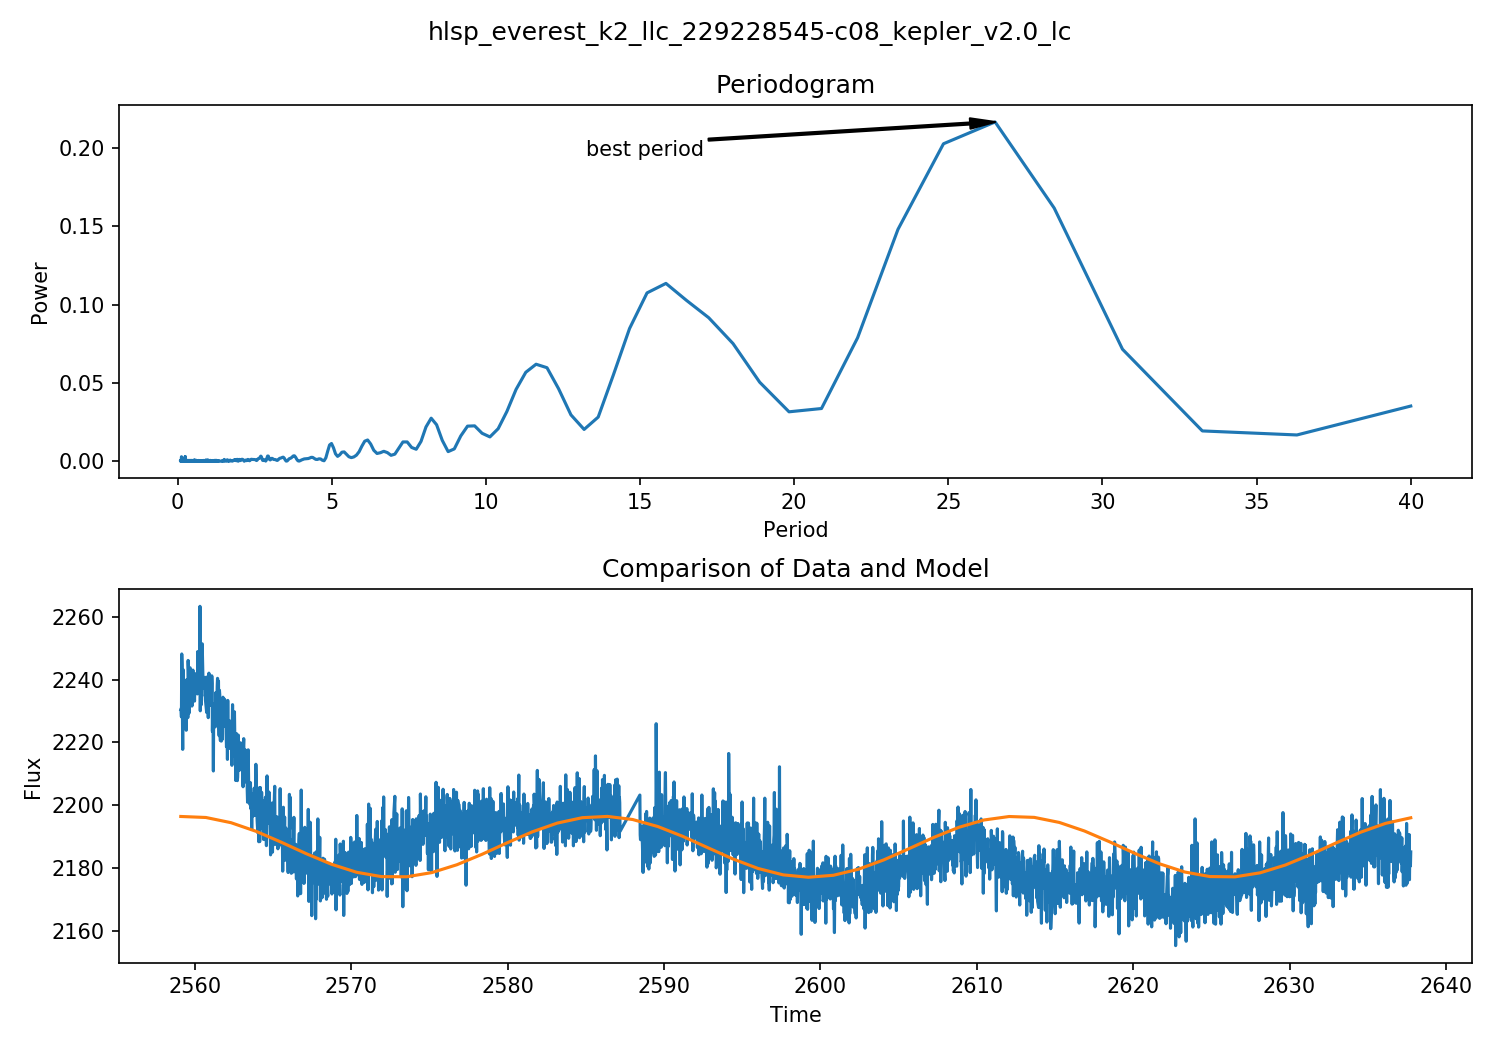 hlsp_everest_k2_llc_229228545-c08_kepler_v2.0_lc
Periodogram
best period
0.20
0.15
0.10
0.05
0.00
Power
0 5 10 15 20 25 30 35 40
Period
Comparison of Data and Model
2260
2240
2220
2200
2180
2160
Flux
2560 2570 2580 2590 2600 2610 2620 2630 2640
Time